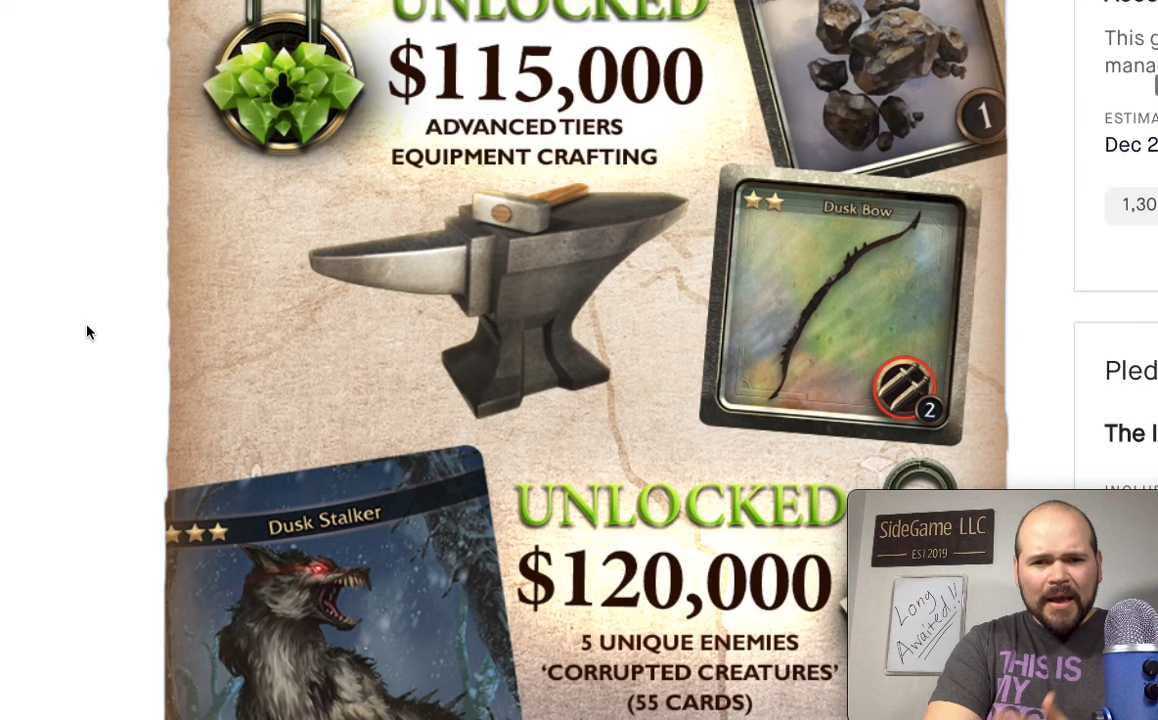 UNLOCKED
$115,000
ADVANCED TIERS
EQUIPMENT CRAFTING
1
Dusk Bow
2
Dusk Stalker
UNLOCKED
$120,000
5 UNIQUE ENEMIES
‘CORRUPTED CREATURES’
(55 CARDS)
This g
mana
ESTIMA
Dec 2
1,30
Pled
The I
SideGame LLC
EST 2019
Long
Awaited!!
THIS IS
MY